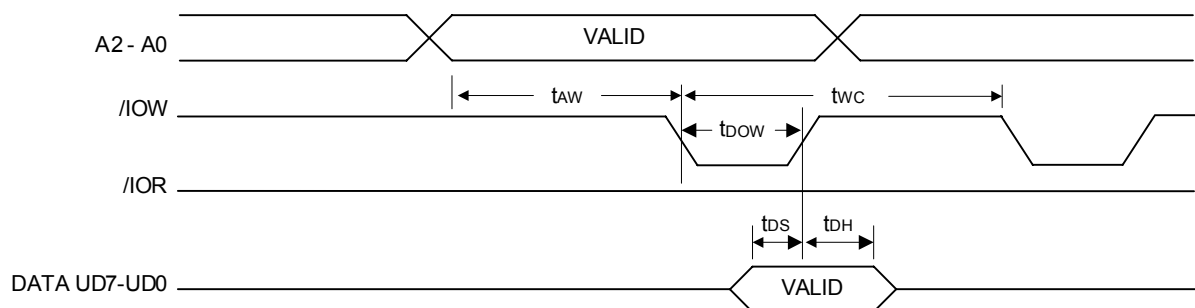 A2 - A0
VALID
tAW
tWC
/IOW
tDOW
/IOR
tDS
tDH
DATA UD7-UD0
VALID